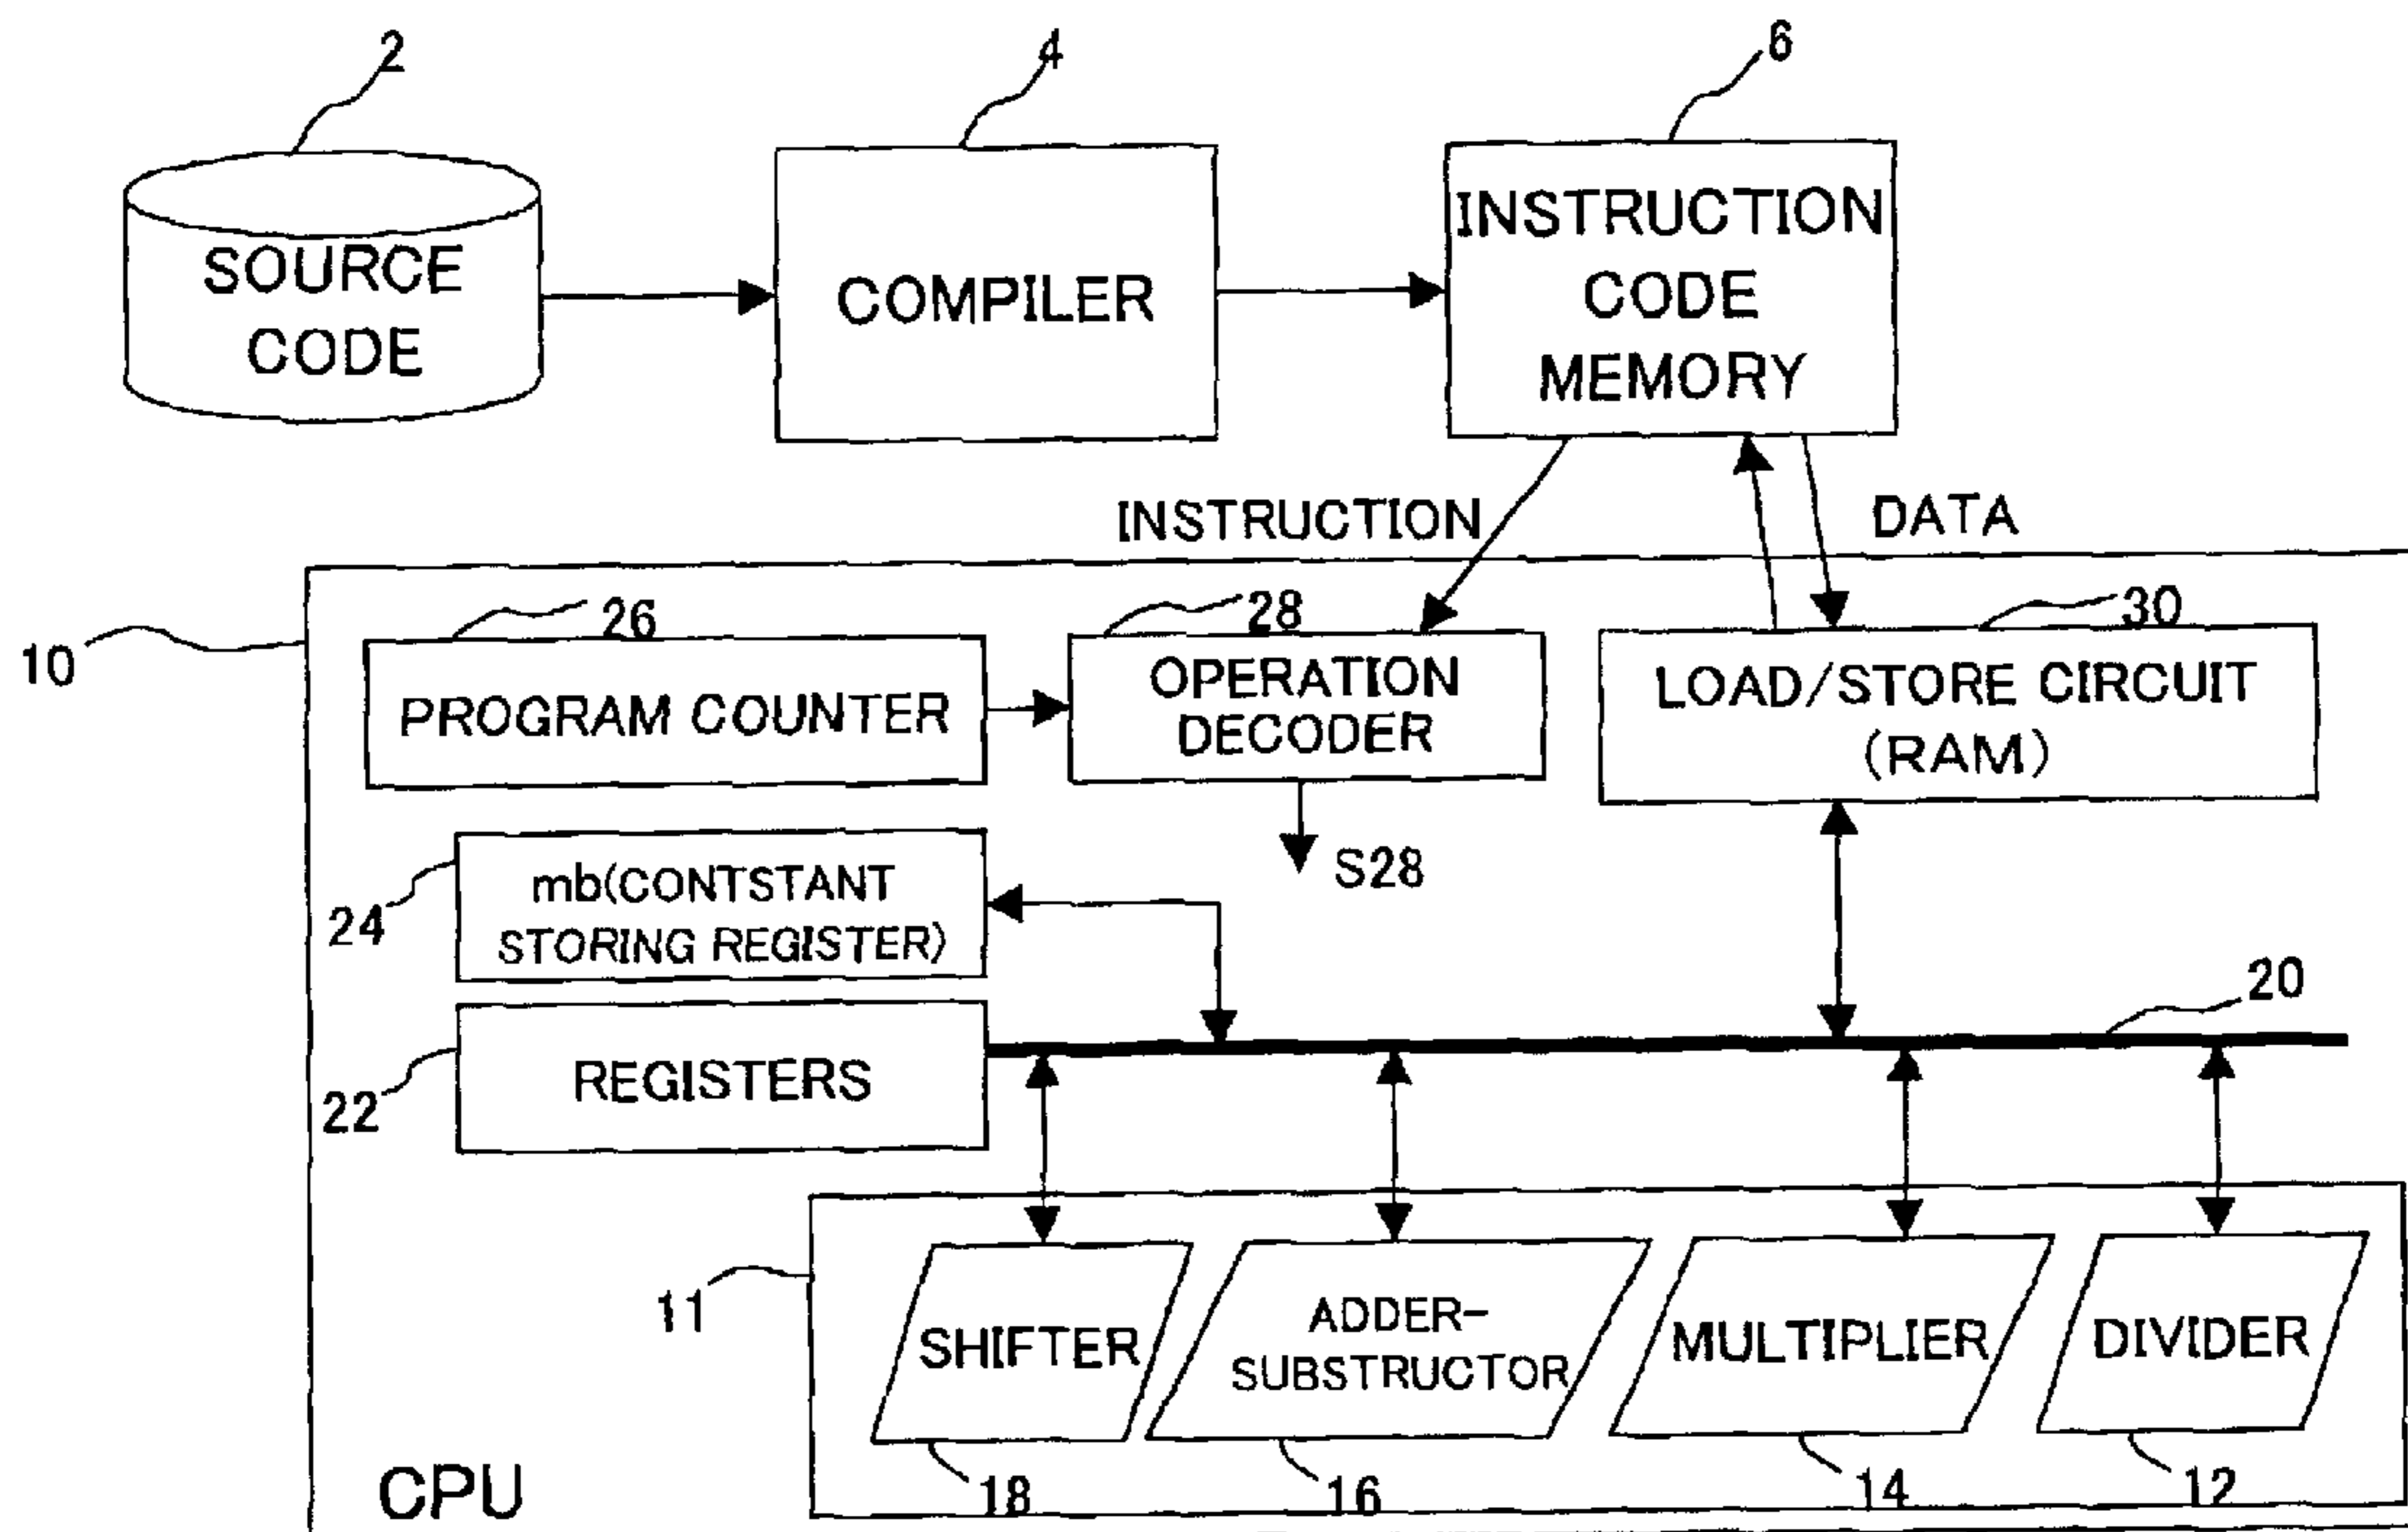 2
4
6
SOURCE
CODE
COMPILER
INSTRUCTION
CODE
MEMORY
INSTRUCTION
DATA
10
26
28
30
PROGRAM COUNTER
OPERATION
DECODER
LOAD/STORE CIRCUIT
(RAM)
S28
24
mb(CONTSTANT
STORING REGISTER)
20
22
REGISTERS
11
SHIFTER
ADDER-
SUBSTRUCTOR
MULTIPLIER
DIVIDER
18
16
14
12
CPU